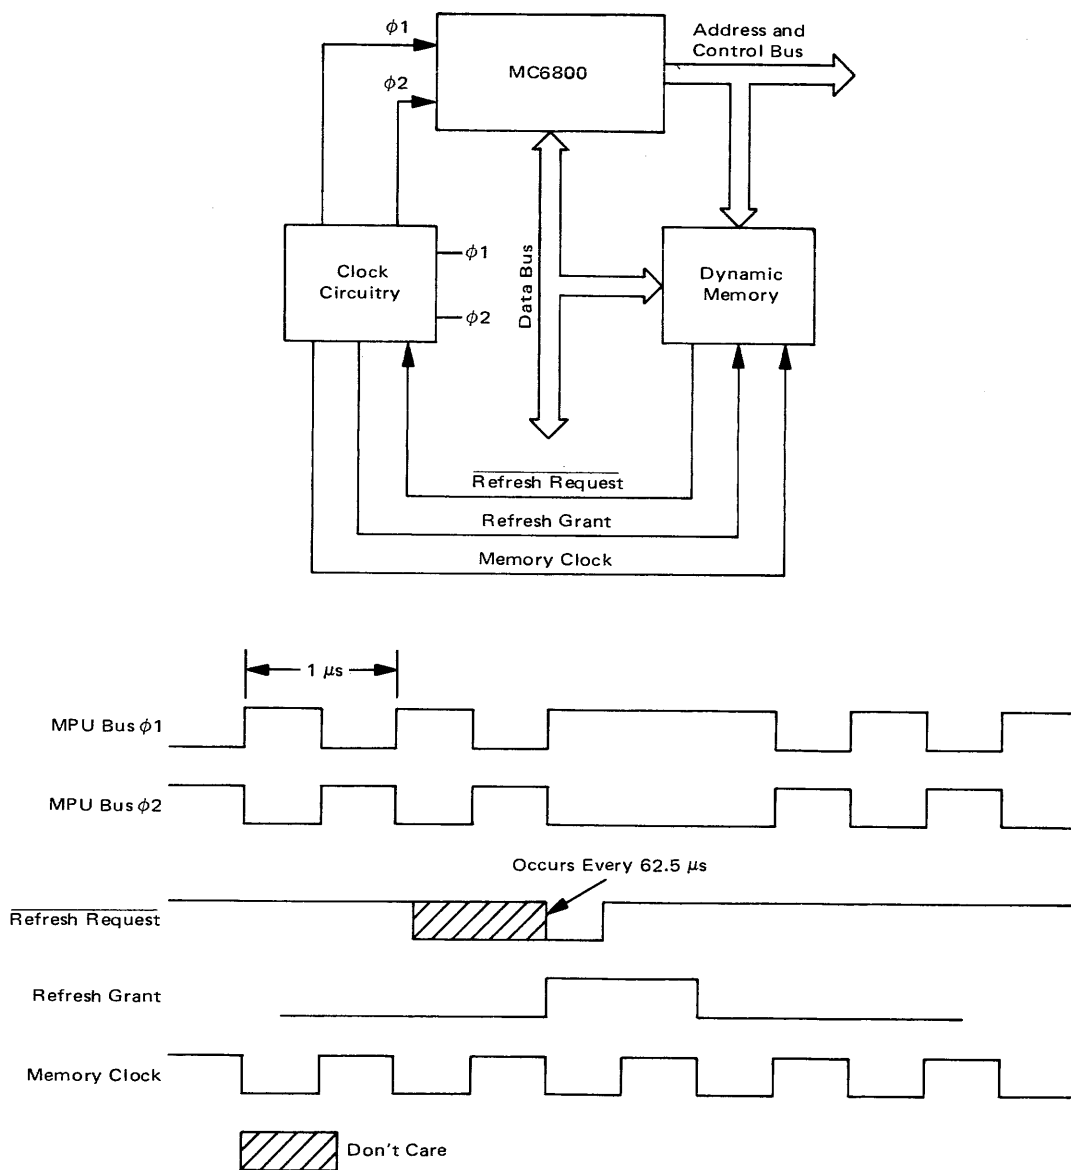 ϕ1
Address and
Control Bus
MC6800
ϕ2
Clock
Circuitry
ϕ1
ϕ2
Data Bus
Dynamic
Memory
Refresh Request
Refresh Grant
Memory Clock
1 μs
MPU Bus ϕ1
MPU Bus ϕ2
Occurs Every 62.5 μs
Refresh Request
Refresh Grant
Memory Clock
Don't Care